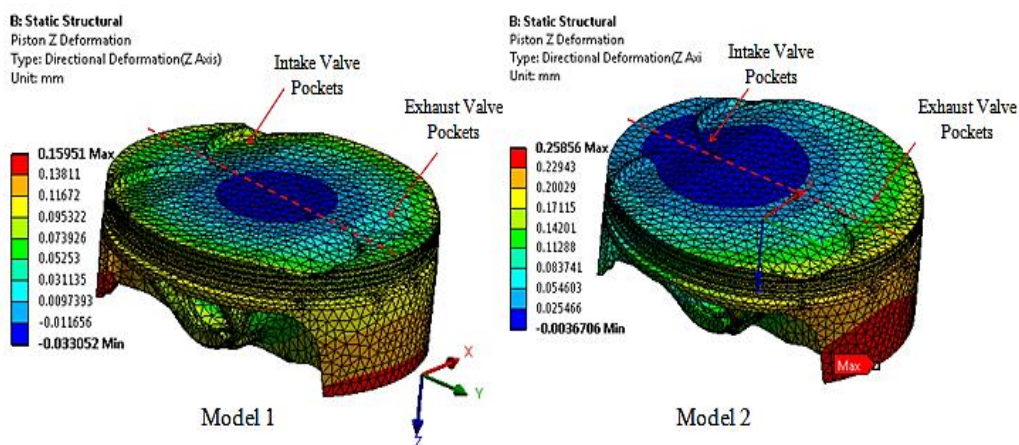 B: Static Structural
Piston Z Deformation
Type: Directional Deformation(Z Axis)
Unit: mm
Intake Valve
Pockets
Exhaust Valve
Pockets
0.15951 Max
0.13811
0.11672
0.095322
0.073926
0.05253
0.031135
0.0097393
-0.011656
-0.033052 Min
X
Y
Z
Model 1
B: Static Structural
Piston Z Deformation
Type: Directional Deformation(Z Axi
Unit: mm
Intake Valve
Pockets
Exhaust Valve
Pockets
0.25856 Max
0.22943
0.20029
0.17115
0.14201
0.11288
0.083741
0.054603
0.025466
-0.0036706 Min
Max
Model 2